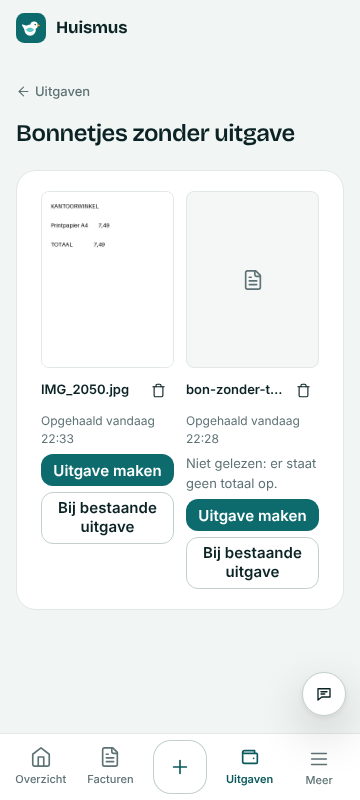 Huismus
Uitgaven
Bonnetjes zonder uitgave
KANTOORWINKEL
Printpapier A4 7,49
TOTAAL 7,49
IMG_2050.jpg
Opgehaald vandaag
22:33
Uitgave maken
Bij bestaande
uitgave
bon-zonder-t...
Opgehaald vandaag
22:28
Niet gelezen: er staat
geen totaal op.
Uitgave maken
Bij bestaande
uitgave
Overzicht
Facturen
Uitgaven
Meer